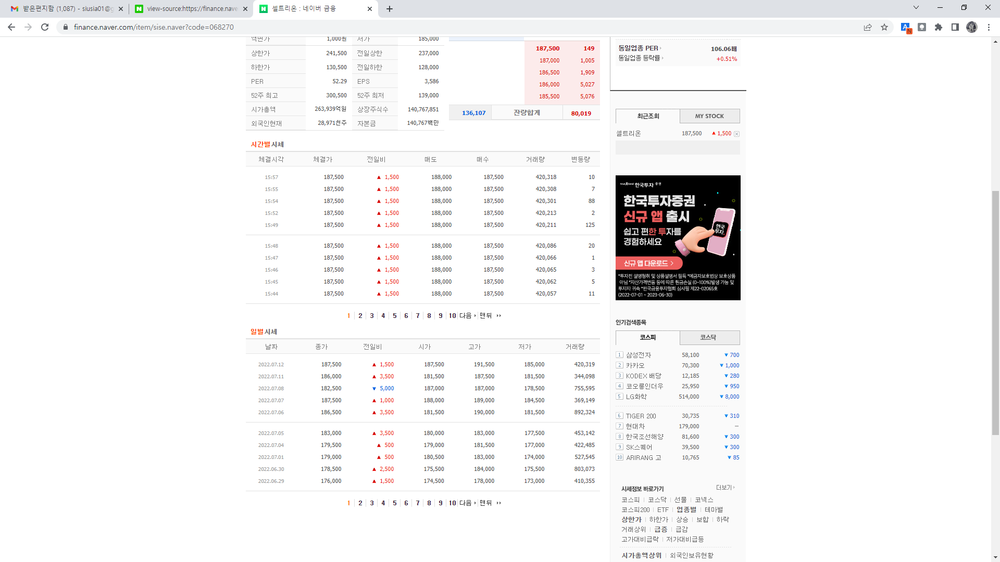 받은편지함 (1,087) - siusia01@g
view-source:https://finance.nave
셀트리온 : 네이버 금융
finance.naver.com/item/sise.naver?code=068270
액면가 1,000원 저가 185,000
상한가 241,500 전일상한 237,000
하한가 130,500 전일하한 128,000
PER 52.29 EPS 3,586
52주 최고 300,500 52주 최저 139,000
시가총액 263,939억원 상장주식수 140,767,851
외국인현재 28,971천주 자본금 140,767백만
187,500 149
187,000 1,005
186,500 1,909
186,000 5,027
185,500 5,076
136,107 잔량합계 80,019
시간별시세
체결시각 체결가 전일비 매도 매수 거래량 변동량
15:57 187,500 ▲ 1,500 188,000 187,500 420,318 10
15:55 187,500 ▲ 1,500 188,000 187,500 420,308 7
15:54 187,500 ▲ 1,500 188,000 187,500 420,301 88
15:52 187,500 ▲ 1,500 188,000 187,500 420,213 2
15:49 187,500 ▲ 1,500 188,000 187,500 420,211 125
15:48 187,500 ▲ 1,500 188,000 187,500 420,086 20
15:47 187,500 ▲ 1,500 188,000 187,500 420,066 1
15:46 187,500 ▲ 1,500 188,000 187,500 420,065 3
15:45 187,500 ▲ 1,500 188,000 187,500 420,062 5
15:44 187,500 ▲ 1,500 188,000 187,500 420,057 11
1 2 3 4 5 6 7 8 9 10 다음 맨뒤
일별시세
날짜 종가 전일비 시가 고가 저가 거래량
2022.07.12 187,500 ▲ 1,500 187,500 191,500 185,000 420,319
2022.07.11 186,000 ▲ 3,500 181,500 187,500 181,500 344,098
2022.07.08 182,500 ▼ 5,000 187,000 187,000 178,500 755,595
2022.07.07 187,500 ▲ 1,000 188,000 189,000 184,500 369,149
2022.07.06 186,500 ▲ 3,500 181,500 190,000 181,500 892,324
2022.07.05 183,000 ▲ 3,500 180,000 183,000 177,500 453,142
2022.07.04 179,500 ▲ 500 179,000 181,500 177,000 422,485
2022.07.01 179,000 ▲ 500 180,500 183,000 174,000 527,545
2022.06.30 178,500 ▲ 2,500 175,500 184,000 175,500 803,073
2022.06.29 176,000 ▲ 1,500 174,500 178,000 173,000 410,355
1 2 3 4 5 6 7 8 9 10 다음 맨뒤
동일업종 PER 106.06배
동일업종 등락률 +0.51%
최근조회 MY STOCK
셀트리온 187,500 ▲ 1,500
true friend 한국투자 증권
한국투자증권
신규 앱 출시
쉽고 편한 투자를
경험하세요
한국
투자.
신규 앱 다운로드 >
*투자전 설명청취 및 상품설명서 필독 *예금자보호법상 보호상품
아님 *자산가격변동 등에 따른 원금손실 (0~100%)발생 가능 및
투자자 귀속 *한국금융투자협회 심사필 제22-02065호
(2022-07-01 ~ 2023-06-30)
인기검색종목
코스피 코스닥
1 삼성전자 58,100 ▼ 700
2 카카오 70,300 ▼ 1,000
3 KODEX 배당 12,185 ▼ 280
4 코오롱인더우 25,950 ▼ 950
5 LG화학 514,000 ▼ 8,000
6 TIGER 200 30,735 ▼ 310
7 현대차 179,000 –
8 한국조선해양 81,600 ▼ 300
9 SK스퀘어 39,500 ▼ 300
10 ARIRANG 고 10,765 ▼ 85
시세정보 바로가기 더보기
코스피 | 코스닥 | 선물 | 코넥스
코스피200 | ETF | 업종별 | 테마별
상한가 | 하한가 | 상승 | 보합 | 하락
거래상위 | 급증 | 급감
고가대비급락 | 저가대비급등
시가총액상위 | 외국인보유현황